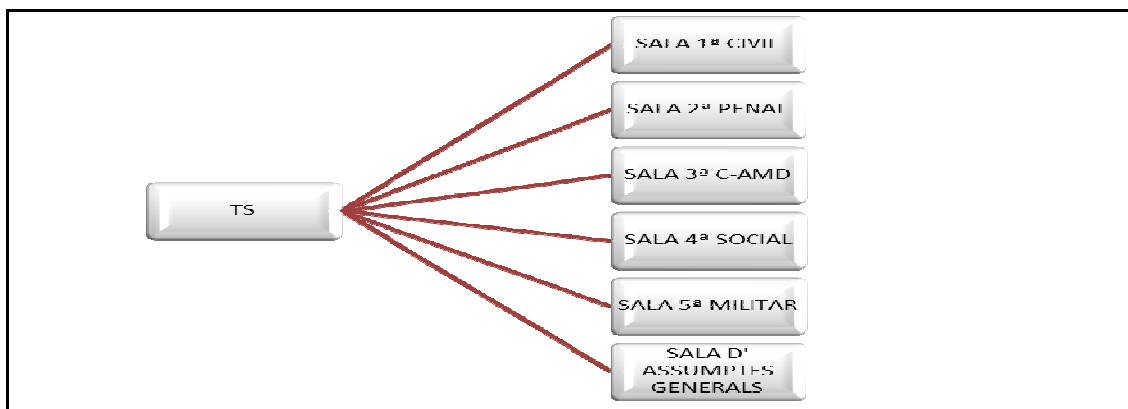 SALA 1ª CIVIL
SALA 2ª PENAL
SALA 3ª C-AMD
TS
SALA 4ª SOCIAL
SALA 5ª MILITAR
SALA D'
ASSUMPTES
GENERALS